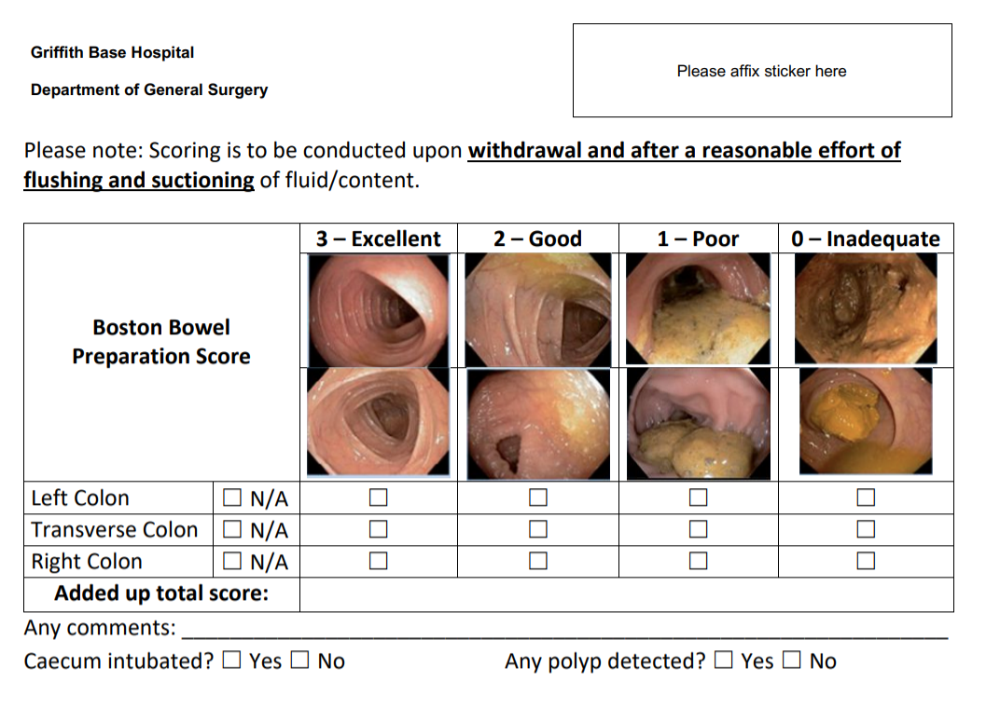 Griffith Base Hospital
Please affix sticker here
Department of General Surgery
Please note: Scoring is to be conducted upon withdrawal and after a reasonable effort of
flushing and suctioning of fluid/content.
3 – Excellent 2 – Good 1 – Poor 0 – Inadequate
Boston Bowel
Preparation Score
Left Colon ☐ N/A ☐ ☐ ☐ ☐
Transverse Colon ☐ N/A ☐ ☐ ☐ ☐
Right Colon ☐ N/A ☐ ☐ ☐ ☐
Added up total score:
Any comments: ____________________________________________________________
Caecum intubated? ☐ Yes ☐ No Any polyp detected? ☐ Yes ☐ No